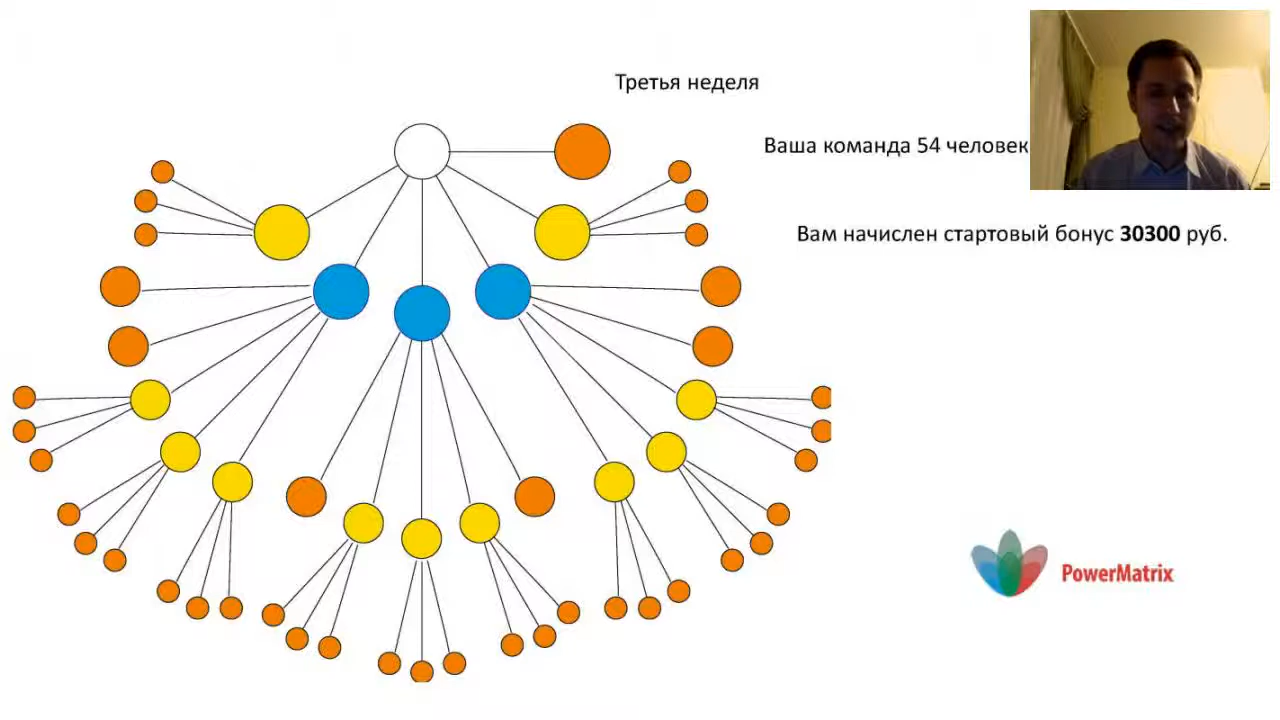 Третья неделя
Ваша команда 54 человек
Вам начислен стартовый бонус 30300 руб.
PowerMatrix